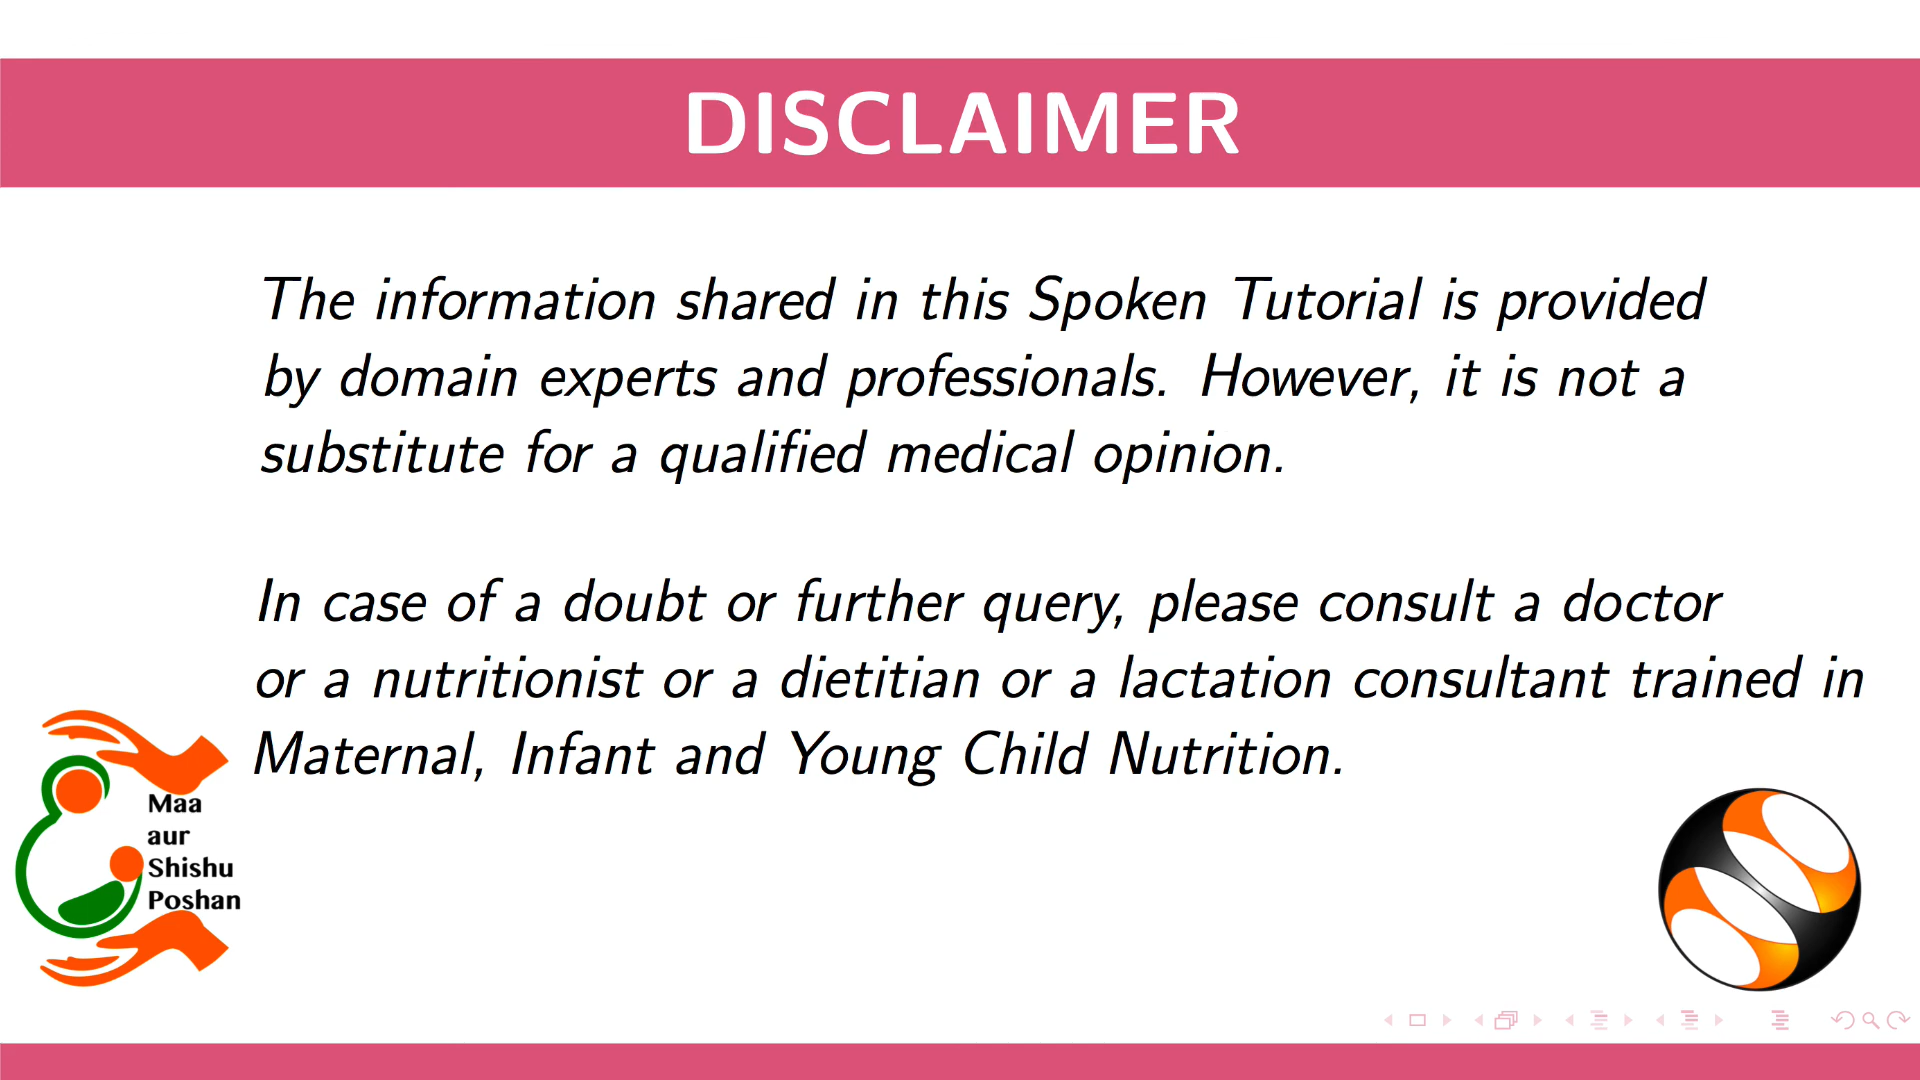 DISCLAIMER
The information shared in this Spoken Tutorial is provided
by domain experts and professionals. However, it is not a
substitute for a qualified medical opinion.
In case of a doubt or further query, please consult a doctor
or a nutritionist or a dietitian or a lactation consultant trained in
Maternal, Infant and Young Child Nutrition.
Maa
aur
Shishu
Poshan